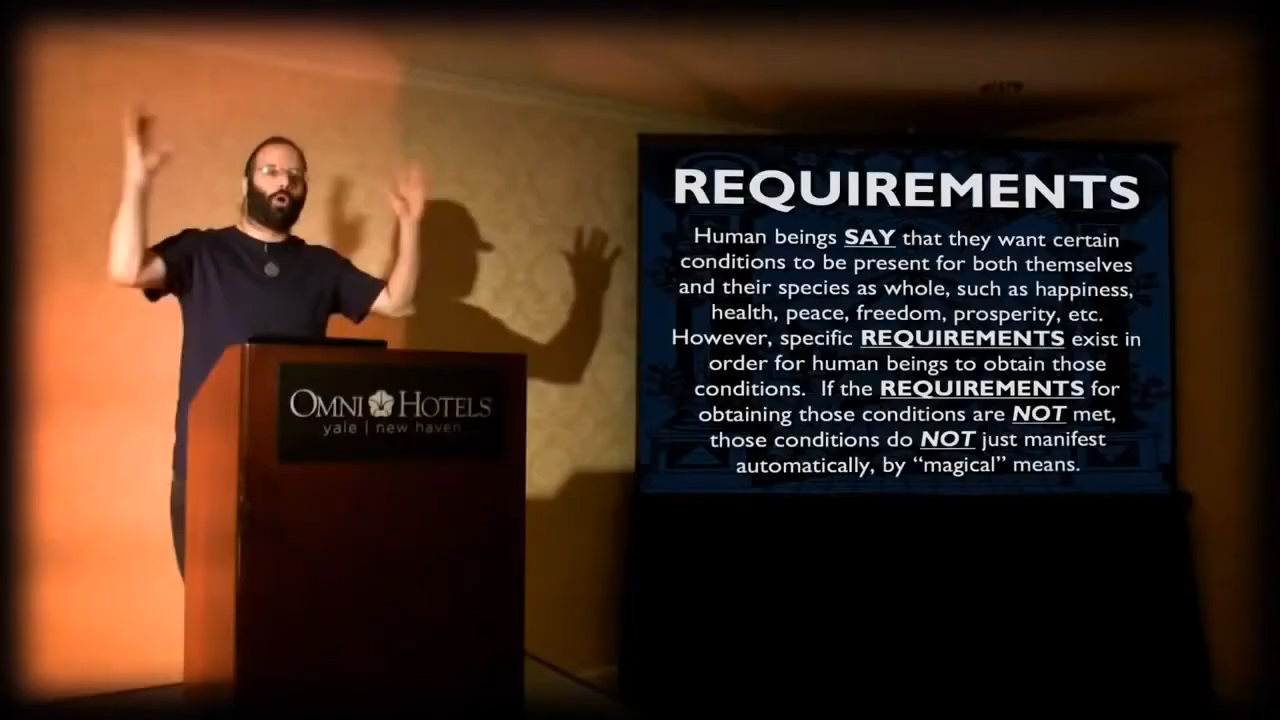 OMNI HOTELS
yale | new haven
REQUIREMENTS
Human beings SAY that they want certain
conditions to be present for both themselves
and their species as whole, such as happiness,
health, peace, freedom, prosperity, etc.
However, specific REQUIREMENTS exist in
order for human beings to obtain those
conditions. If the REQUIREMENTS for
obtaining those conditions are NOT met,
those conditions do NOT just manifest
automatically, by “magical” means.